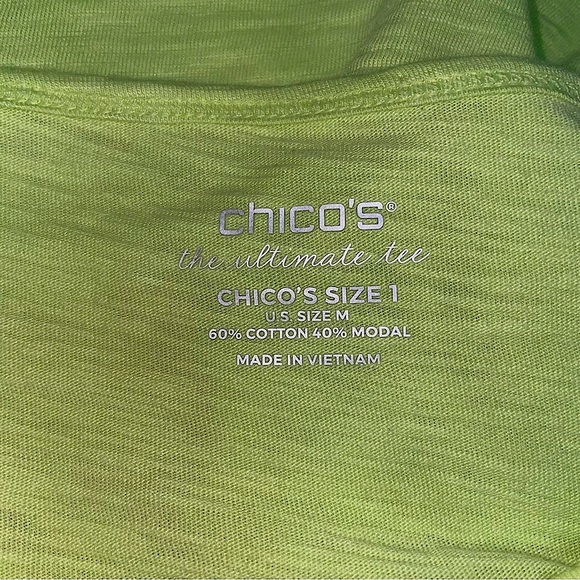 chico's®
the ultimate tee
CHICO'S SIZE 1
U.S. SIZE M
60% COTTON 40% MODAL
MADE IN VIETNAM